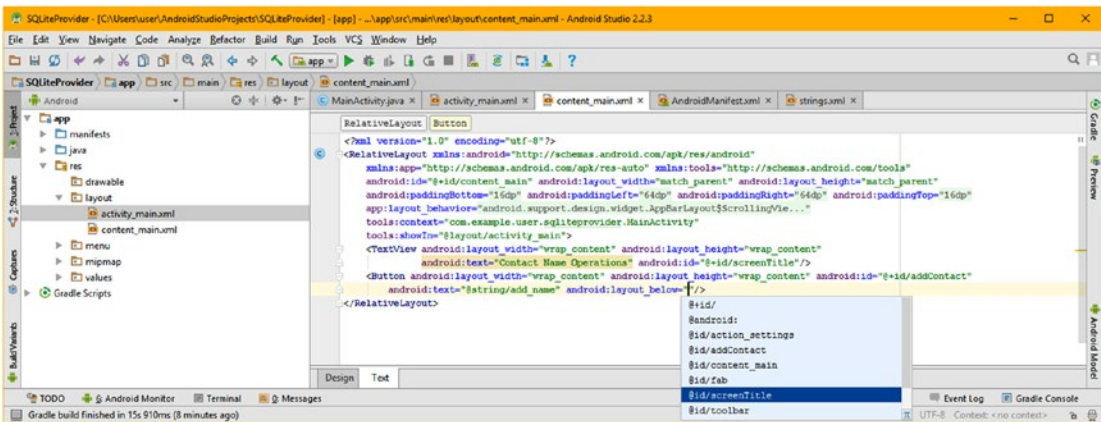 SQLiteProvider - [C:\Users\user\AndroidStudioProjects\SQLiteProvider] - [app] - ...\app\src\main\res\layout\content_main.xml - Android Studio 2.2.3
File Edit View Navigate Code Analyze Refactor Build Run Tools VCS Window Help
app
SQLiteProvider app src main res layout content_main.xml
Android
MainActivity.java activity_main.xml content_main.xml AndroidManifest.xml strings.xml
1: Project
2: Structure
Captures
Build Variants
app
manifests
java
res
drawable
layout
activity_main.xml
content_main.xml
menu
mipmap
values
Gradle Scripts
RelativeLayout Button
<?xml version="1.0" encoding="utf-8"?>
<RelativeLayout xmlns:android="http://schemas.android.com/apk/res/android"
xmlns:app="http://schemas.android.com/apk/res-auto" xmlns:tools="http://schemas.android.com/tools"
android:id="@+id/content_main" android:layout_width="match_parent" android:layout_height="match_parent"
android:paddingBottom="16dp" android:paddingLeft="64dp" android:paddingRight="64dp" android:paddingTop="16dp"
app:layout_behavior="android.support.design.widget.AppBarLayout$ScrollingVie..."
tools:context="com.example.user.sqliteprovider.MainActivity"
tools:showIn="@layout/activity_main">
<TextView android:layout_width="wrap_content" android:layout_height="wrap_content"
android:text="Contact Name Operations" android:id="@+id/screenTitle"/>
<Button android:layout_width="wrap_content" android:layout_height="wrap_content" android:id="@+id/addContact"
android:text="@string/add_name" android:layout_below=""/>
</RelativeLayout>
@+id/
@android:
@id/action_settings
@id/addContact
@id/content_main
@id/fab
@id/screenTitle
@id/toolbar
Design Text
Gradle
Preview
Android Model
TODO 6: Android Monitor Terminal 0: Messages Event Log Gradle Console
Gradle build finished in 15s 910ms (8 minutes ago) UTF-8 Context: <no context>